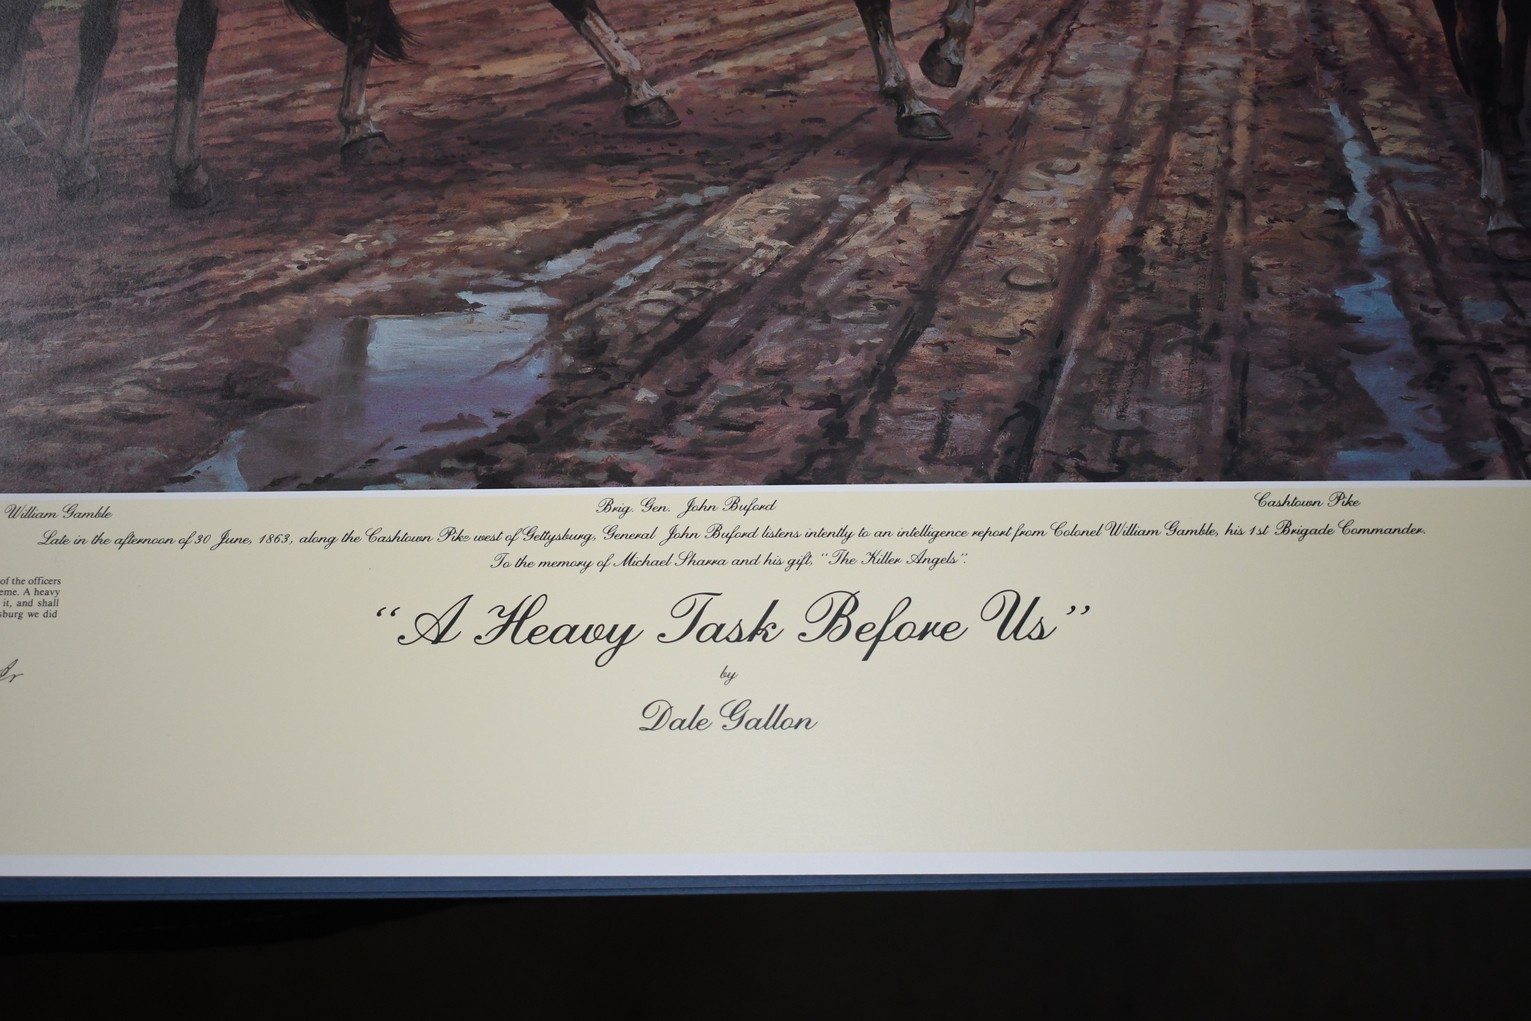 William Gamble
Brig. Gen. John Buford
Cashtown Pike
Late in the afternoon of 30 June, 1863, along the Cashtown Pike west of Gettysburg, General John Buford listens intently to an intelligence report from Colonel William Gamble, his 1st Brigade Commander.
To the memory of Michael Sharra and his gift, "The Killer Angels".
of the officers
eme. A heavy
it, and shall
sburg we did
"A Heavy Task Before Us"
by
Dale Gallon